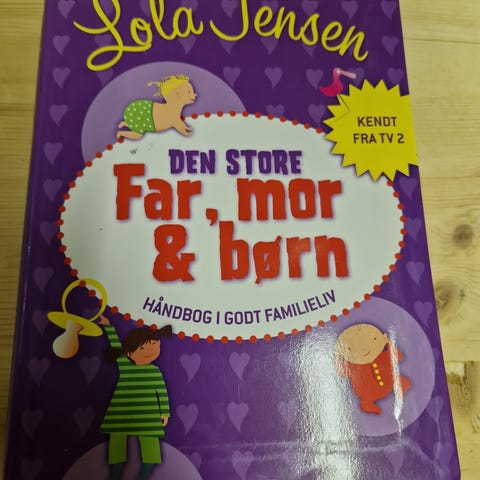 Lola Jensen
KENDT
FRA TV 2
DEN STORE
Far, mor
& børn
HÅNDBOG I GODT FAMILIELIV